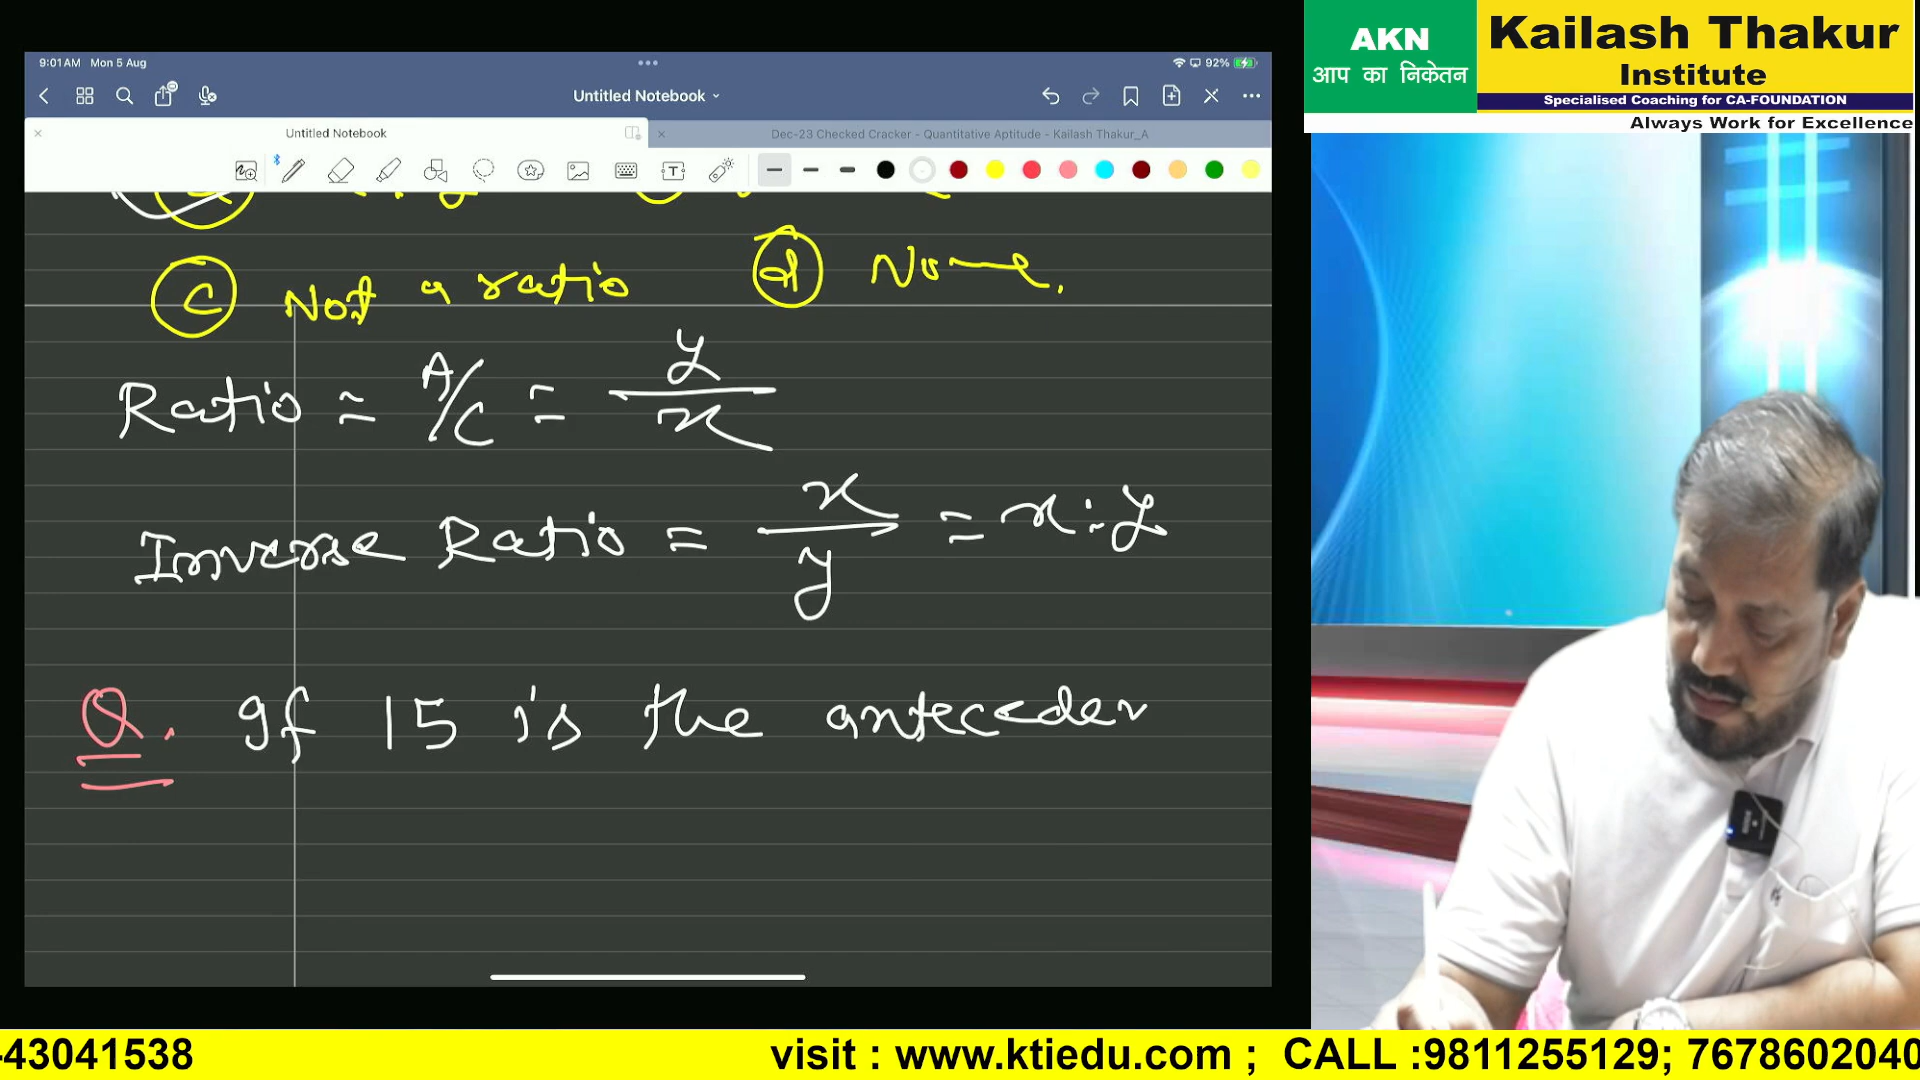 AKN
आप का निकेतन
Kailash Thakur
Institute
Specialised Coaching for CA-FOUNDATION
Always Work for Excellence
9:01 AM Mon 5 Aug
92%
Untitled Notebook
Untitled Notebook
Dec-23 Checked Cracker - Quantitative Aptitude - Kailash Thakur_A
(C) Not a ratio (d) None.
Ratio = A/C = y/x
Inverse Ratio = x/y = x:y
Q. If 15 is the anteceden
-43041538 visit : www.ktiedu.com ; CALL :9811255129; 7678602040